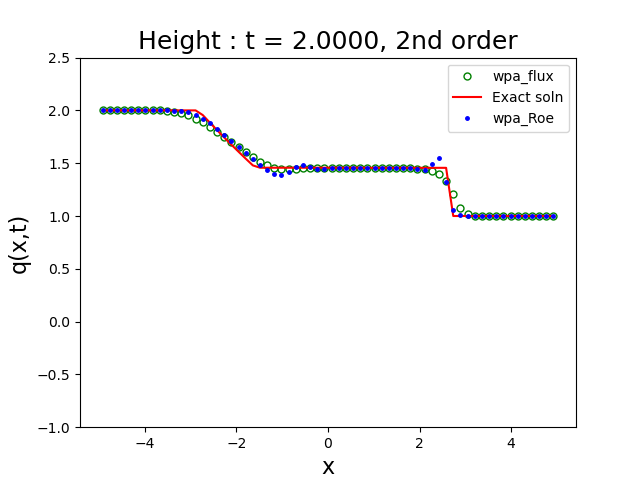 Height : t = 2.0000, 2nd order
2.5
2.0
1.5
1.0
0.5
0.0
−0.5
−1.0
q(x,t)
wpa_flux
Exact soln
wpa_Roe
−4
−2
0
2
4
x